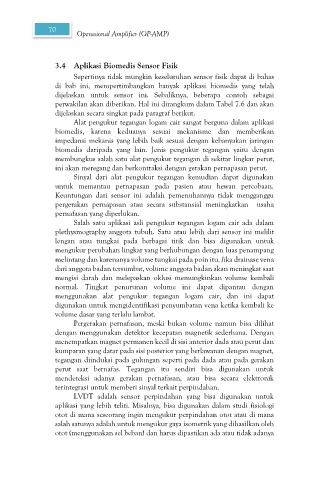 70
Operasional Amplifier (OP-AMP)
3.4 Aplikasi Biomedis Sensor Fisik
Sepertinya tidak mungkin keseluruhan sensor fisik dapat di bahas
di bab ini, mempertimbangkan banyak aplikasi biomedis yang telah
dijelaskan untuk sensor ini. Sebaliknya, beberapa contoh sebagai
perwakilan akan diberikan. Hal ini dirangkum dalam Tabel 7.6 dan akan
dijelaskan secara singkat pada paragraf berikut.
Alat pengukur tegangan logam cair sangat berguna dalam aplikasi
biomedis, karena keduanya sesuai mekanisme dan memberikan
impedansi mekanis yang lebih baik sesuai dengan kebanyakan jaringan
biomedis daripada yang lain. Jenis pengukur tegangan yaitu dengan
membungkus salah satu alat pengukur tegangan di sekitar lingkar perut,
ini akan meregang dan berkontraksi dengan gerakan pernapasan perut.
Sinyal dari alat pengukur tegangan kemudian dapat digunakan
untuk memantau pernapasan pada pasien atau hewan percobaan.
Keuntungan dari sensor ini adalah pemenuhannya tidak mengganggu
pergerakan pernapasan atau secara substansial meningkatkan usaha
pernafasan yang diperlukan.
Salah satu aplikasi asli pengukur tegangan logam cair ada dalam
plethysmography anggota tubuh. Satu atau lebih dari sensor ini melilit
lengan atau tungkai pada berbagai titik dan bisa digunakan untuk
mengukur perubahan lingkar yang berhubungan dengan luas penampang
melintang dan karenanya volume tungkai pada poin itu. Jika drainase vena
dari anggota badan tersumbat, volume anggota badan akan meningkat saat
mengisi darah dan melepaskan oklusi memungkinkan volume kembali
normal. Tingkat penurunan volume ini dapat dipantau dengan
menggunakan alat pengukur tegangan logam cair, dan ini dapat
digunakan untuk mengidentifikasi penyumbatan vena ketika kembali ke
volume dasar yang terlalu lambat.
Pergerakan pernafasan, meski bukan volume namun bisa dilihat
dengan menggunakan detektor kecepatan magnetik sederhana. Dengan
menempatkan magnet permanen kecil di sisi anterior dada atau perut dan
kumparan yang datar pada sisi posterior yang berlawanan dengan magnet,
tegangan diinduksi pada gulungan seperti pada dada atau pada gerakan
perut saat bernafas. Tegangan itu sendiri bisa digunakan untuk
mendeteksi adanya gerakan pernafasan, atau bisa secara elektronik
terintegrasi untuk memberi sinyal terkait perpindahan.
LVDT adalah sensor perpindahan yang bisa digunakan untuk
aplikasi yang lebih teliti. Misalnya, bisa digunakan dalam studi fisiologi
otot di mana seseorang ingin mengukur perpindahan otot atau di mana
salah satunya adalah untuk mengukur gaya isometrik yang dihasilkan oleh
otot (menggunakan sel beban) dan harus dipastikan ada atau tidak adanya